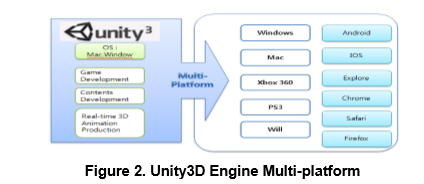 unity3
OS :
Mac.Window
Game
Development
Contents
Development
Real-time 3D
Animation
Production
Multi-
Platform
Windows
Mac
Xbox 360
PS3
Will
Android
IOS
Explore
Chrome
Safari
Firefox
Figure 2. Unity3D Engine Multi-platform